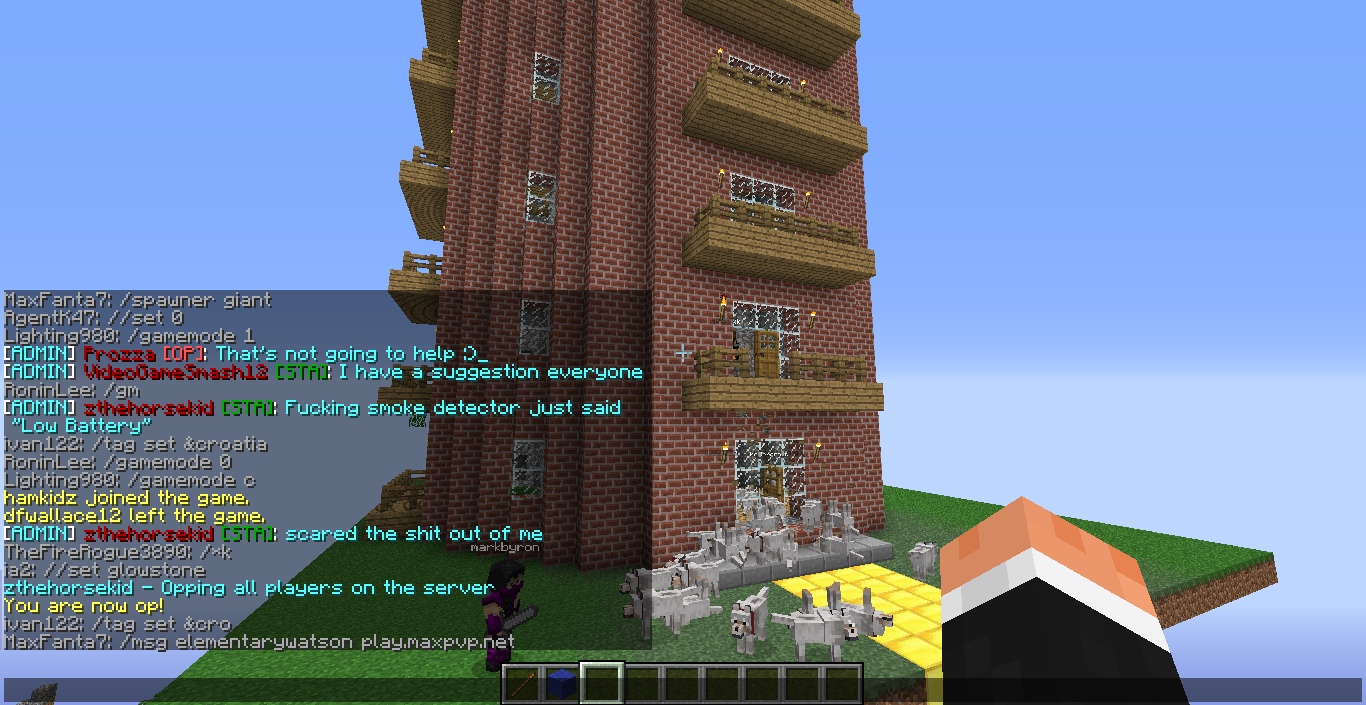 MaxFanta7: /spawner giant
AgentK47: //set 0
Lighting980: /gamemode 1
[ADMIN] Prozza [OP]: That's not going to help :)_
[ADMIN] VideoGameSmash12 [STA]: I have a suggestion everyone
RoninLee: /gm
[ADMIN] zthehorsekid [STA]: Fucking smoke detector just said
"Low Battery"
ivan122: /tag set &croatia
RoninLee: /gamemode 0
Lighting980: /gamemode c
hamkidz joined the game.
dfwallace12 left the game.
[ADMIN] zthehorsekid [STA]: scared the shit out of me
markbyron
TheFireRogue3890: /~k
ja2: //set glowstone
zthehorsekid - Opping all players on the server
You are now op!
ivan122: /tag set &cro
MaxFanta7: /msg elementarywatson play.maxpvp.net